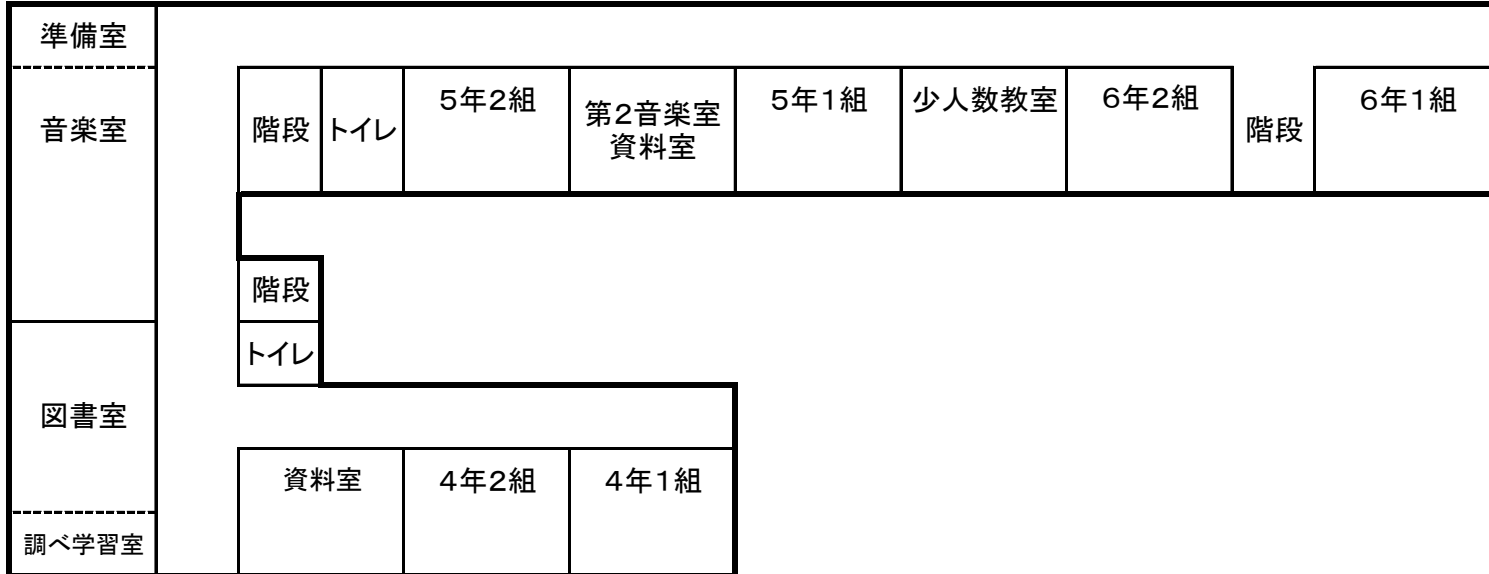 準備室
音楽室
階段
トイレ
5年2組
第2音楽室
資料室
5年1組
少人数教室
6年2組
階段
6年1組
階段
トイレ
図書室
資料室
4年2組
4年1組
調べ学習室